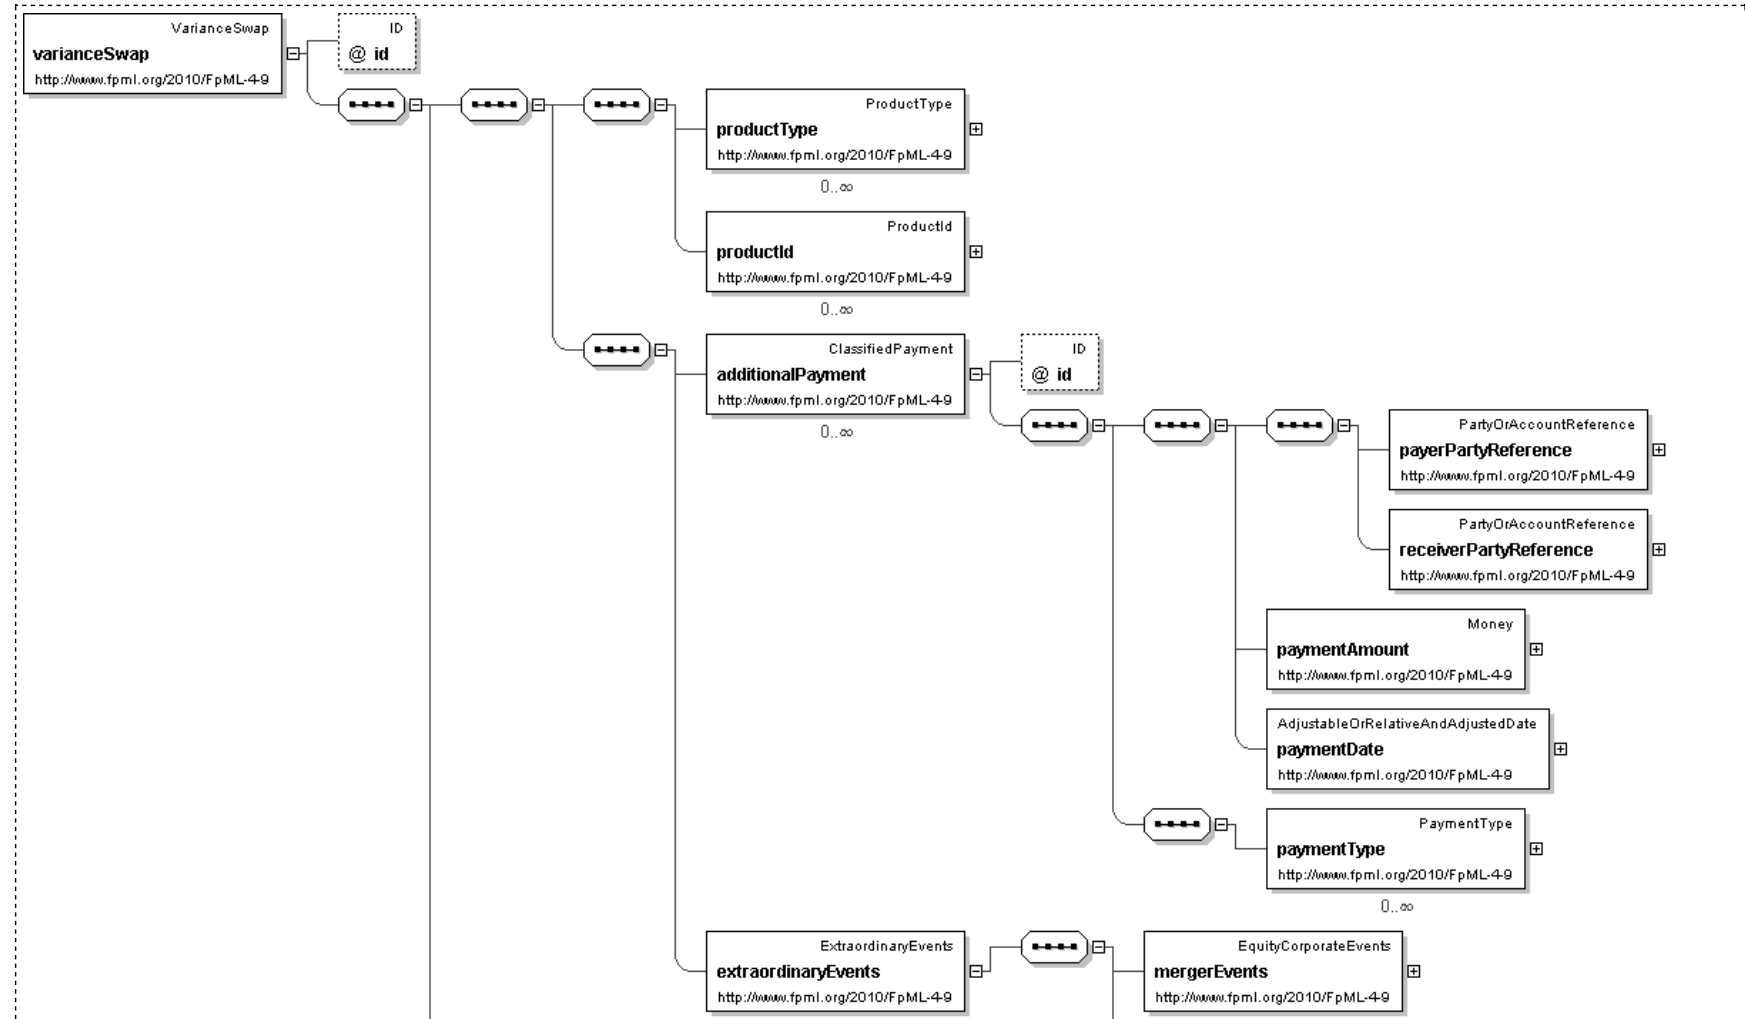 VarianceSwap
varianceSwap
http://www.fpml.org/2010/FpML-4-9
ID
@ id
ProductType
productType
http://www.fpml.org/2010/FpML-4-9
0..∞
ProductId
productId
http://www.fpml.org/2010/FpML-4-9
0..∞
ClassifiedPayment
additionalPayment
http://www.fpml.org/2010/FpML-4-9
0..∞
ID
@ id
PartyOrAccountReference
payerPartyReference
http://www.fpml.org/2010/FpML-4-9
PartyOrAccountReference
receiverPartyReference
http://www.fpml.org/2010/FpML-4-9
Money
paymentAmount
http://www.fpml.org/2010/FpML-4-9
AdjustableOrRelativeAndAdjustedDate
paymentDate
http://www.fpml.org/2010/FpML-4-9
PaymentType
paymentType
http://www.fpml.org/2010/FpML-4-9
0..∞
ExtraordinaryEvents
extraordinaryEvents
http://www.fpml.org/2010/FpML-4-9
EquityCorporateEvents
mergerEvents
http://www.fpml.org/2010/FpML-4-9